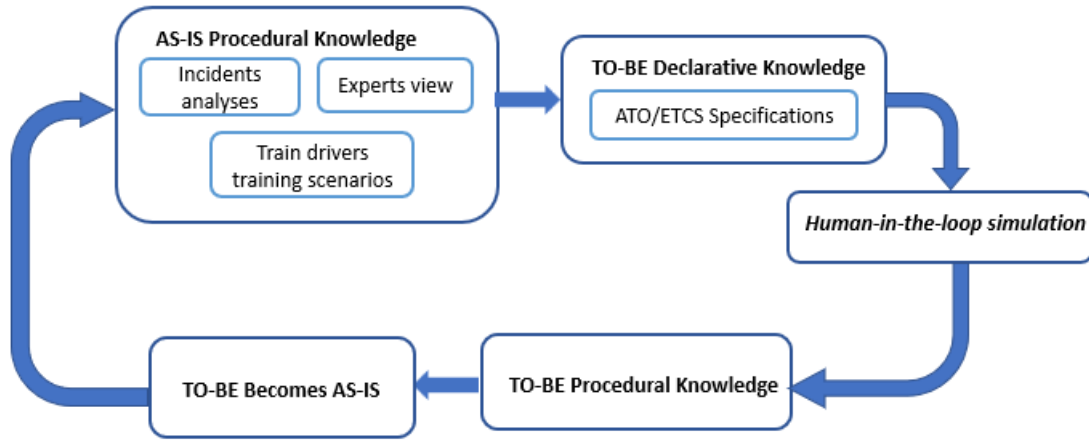 AS-IS Procedural Knowledge
Incidents
analyses
Experts view
Train drivers
training scenarios
TO-BE Declarative Knowledge
ATO/ETCS Specifications
Human-in-the-loop simulation
TO-BE Procedural Knowledge
TO-BE Becomes AS-IS